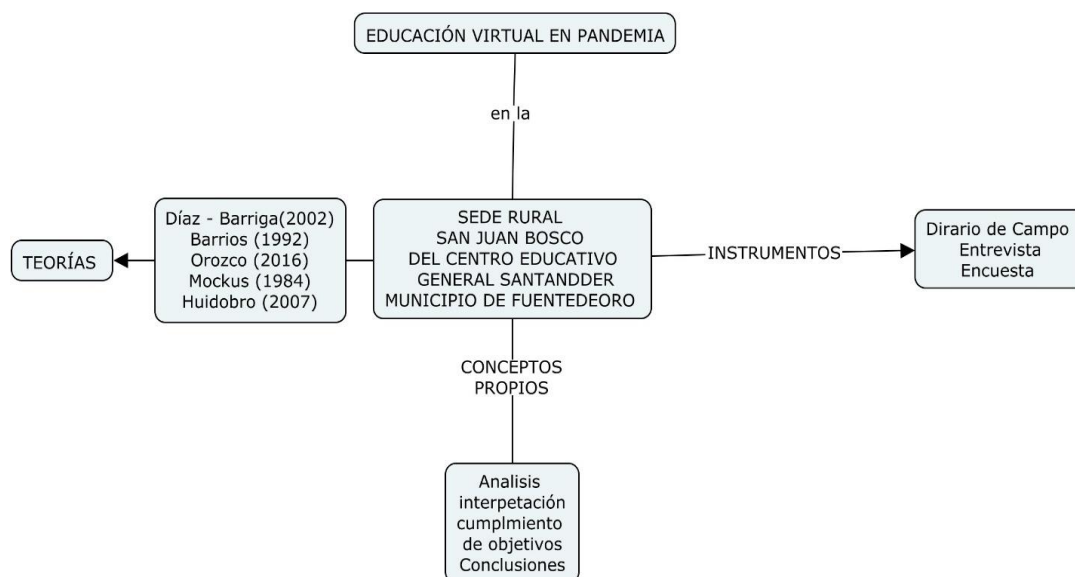 EDUCACIÓN VIRTUAL EN PANDEMIA
en la
TEORÍAS
Díaz - Barriga(2002)
Barrios (1992)
Orozco (2016)
Mockus (1984)
Huidobro (2007)
SEDE RURAL
SAN JUAN BOSCO
DEL CENTRO EDUCATIVO
GENERAL SANTANDDER
MUNICIPIO DE FUENTEDEORO
INSTRUMENTOS
Dirario de Campo
Entrevista
Encuesta
CONCEPTOS
PROPIOS
Analisis
interpetación
cumplmiento
de objetivos
Conclusiones